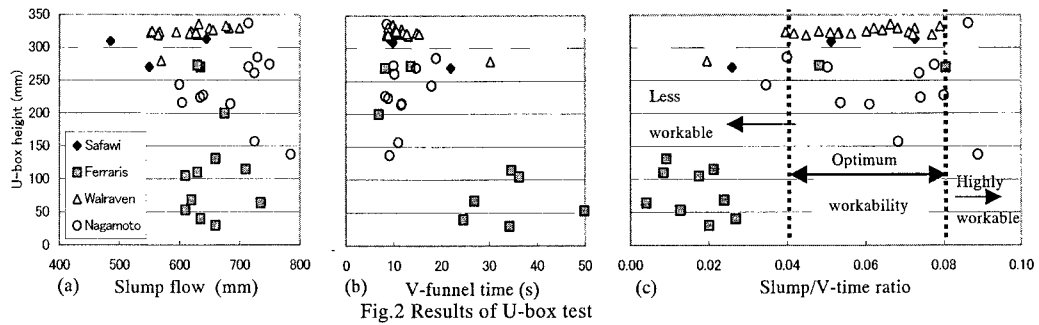 U-box height (mm)
350
300
250
200
150
100
50
0
Safawi
Ferraris
Walraven
Nagamoto
400 500 600 700 800
(a) Slump flow (mm)
0 10 20 30 40 50
(b) V-funnel time (s)
Less
workable
Optimum
workability
Highly
workable
0.00 0.02 0.04 0.06 0.08 0.10
(c) Slump/V-time ratio
Fig.2 Results of U-box test